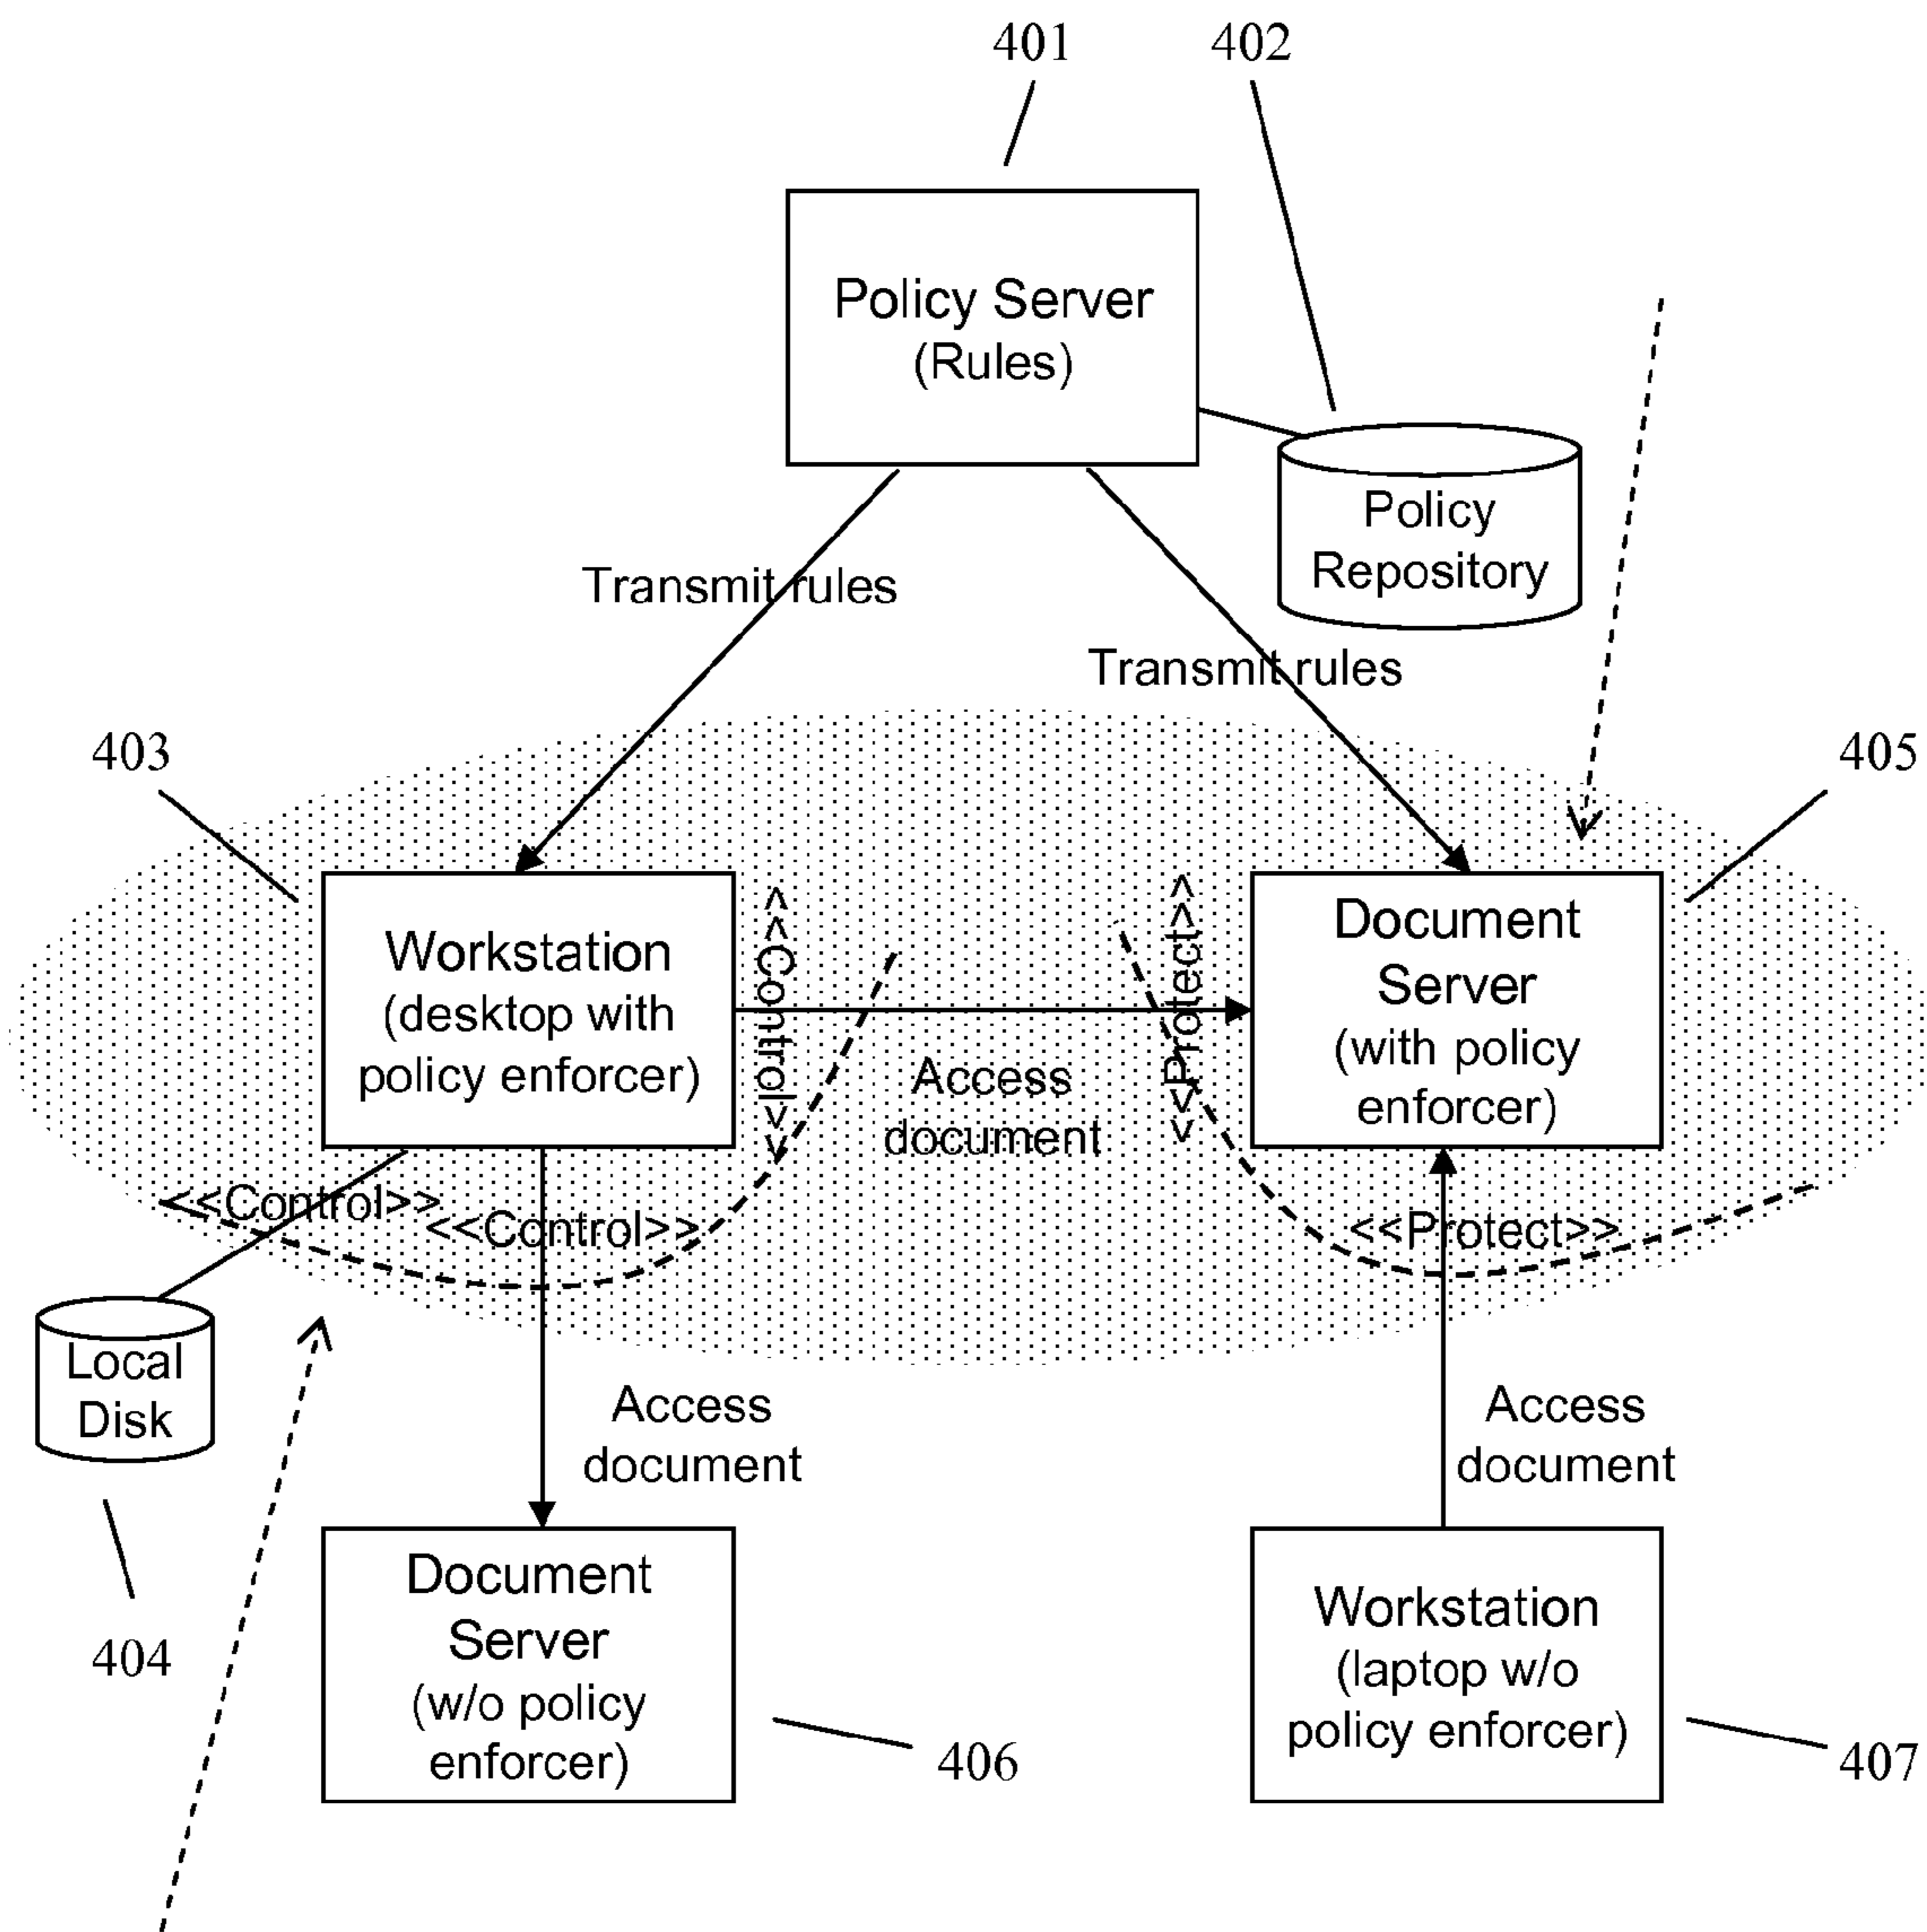 401
402
Policy Server
(Rules)
Policy
Repository
Transmit rules
Transmit rules
403
405
Workstation
(desktop with
policy enforcer)
<<Control>>
Access
document
<<Protect>>
Document
Server
(with policy
enforcer)
<<Control>>
<<Control>>
<<Protect>>
Local
Disk
Access
document
Access
document
404
Document
Server
(w/o policy
enforcer)
406
Workstation
(laptop w/o
policy enforcer)
407